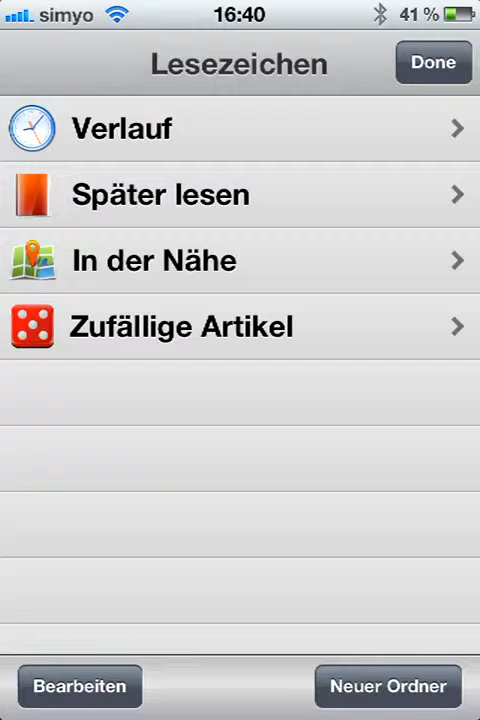 simyo 16:40 41 %
Lesezeichen Done
Verlauf
Später lesen
In der Nähe
Zufällige Artikel
Bearbeiten Neuer Ordner